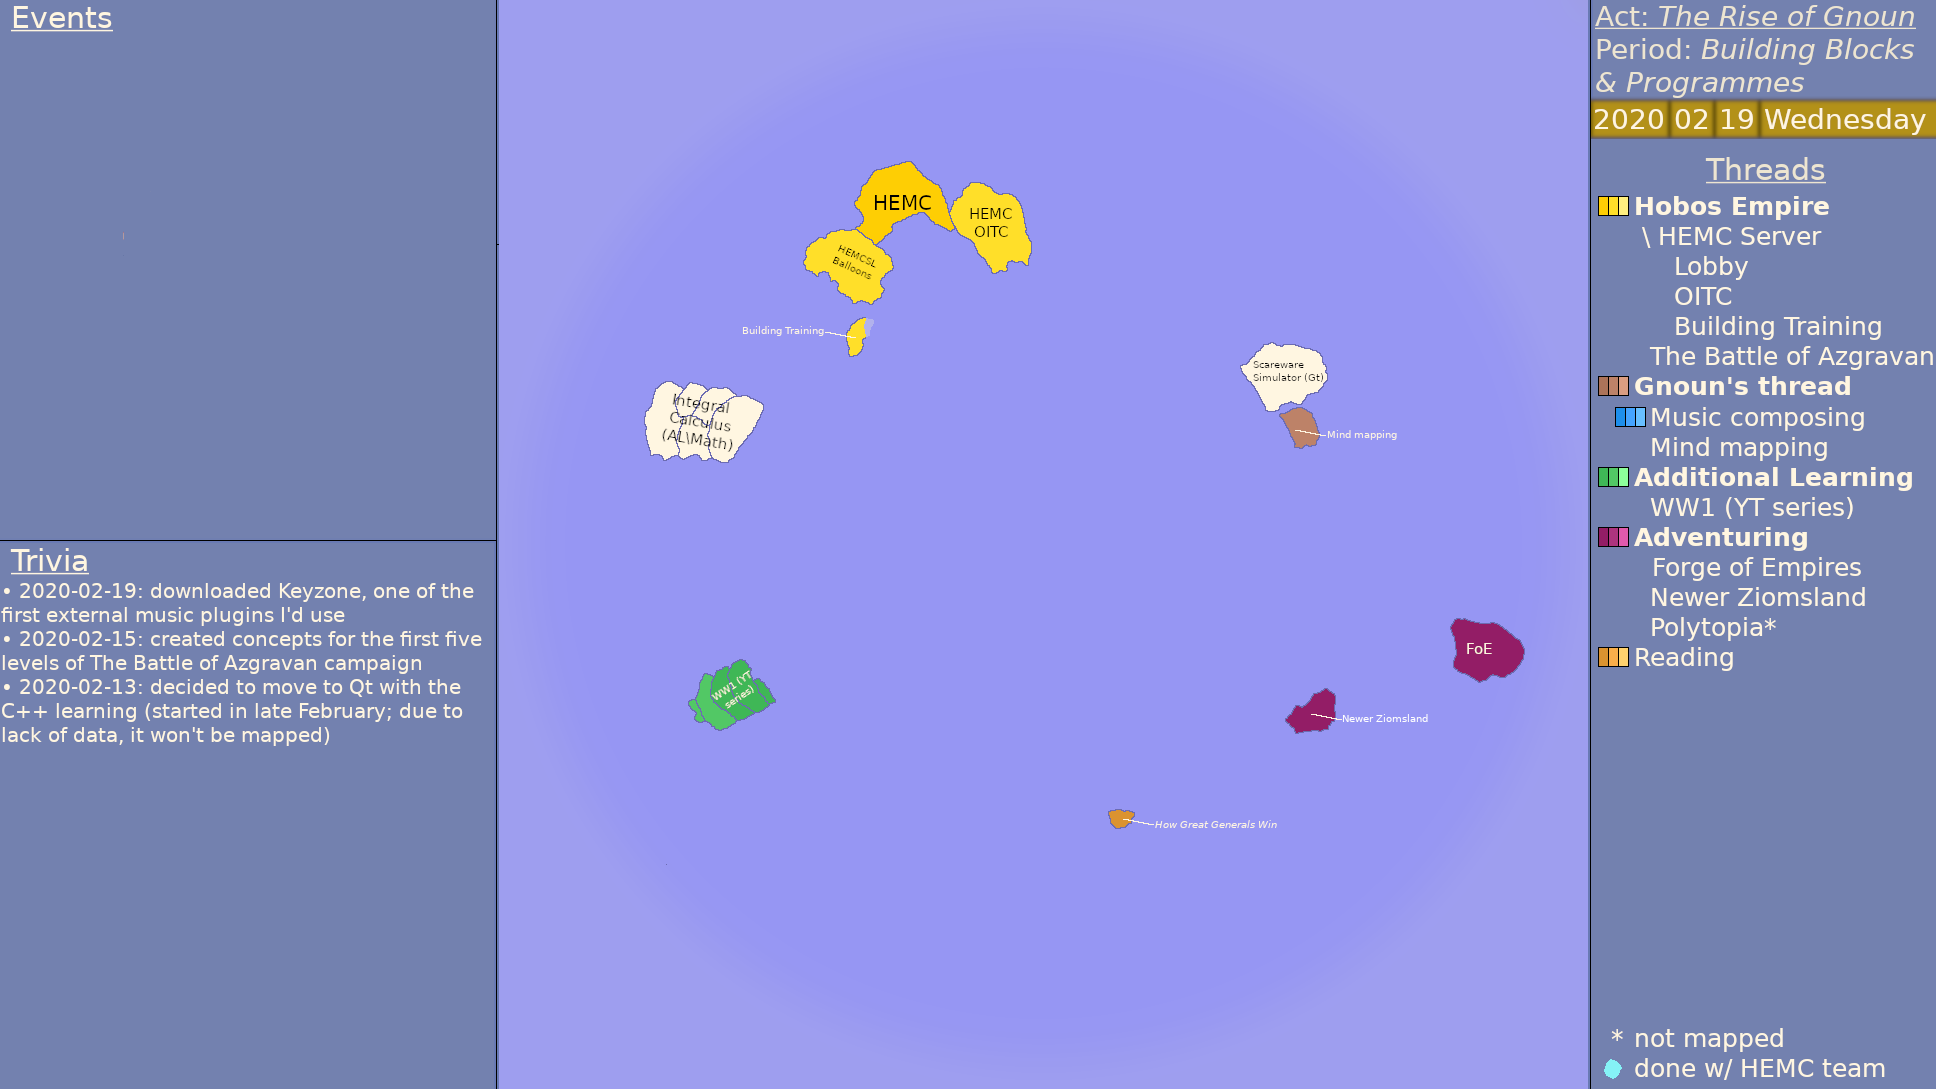 Events
Trivia
• 2020-02-19: downloaded Keyzone, one of the
first external music plugins I'd use
• 2020-02-15: created concepts for the first five
levels of The Battle of Azgravan campaign
• 2020-02-13: decided to move to Qt with the
C++ learning (started in late February; due to
lack of data, it won't be mapped)
HEMC
HEMC
OITC
HEMCSL
Balloons
Building Training
Integral
Calculus
(AL\Math)
Scareware
Simulator (Gt)
Mind mapping
WW1 (YT
series)
FoE
Newer Ziomsland
How Great Generals Win
Act: The Rise of Gnoun
Period: Building Blocks
& Programmes
2020 02 19 Wednesday
Threads
Hobos Empire
\ HEMC Server
Lobby
OITC
Building Training
The Battle of Azgravan
Gnoun's thread
Music composing
Mind mapping
Additional Learning
WW1 (YT series)
Adventuring
Forge of Empires
Newer Ziomsland
Polytopia*
Reading
* not mapped
done w/ HEMC team